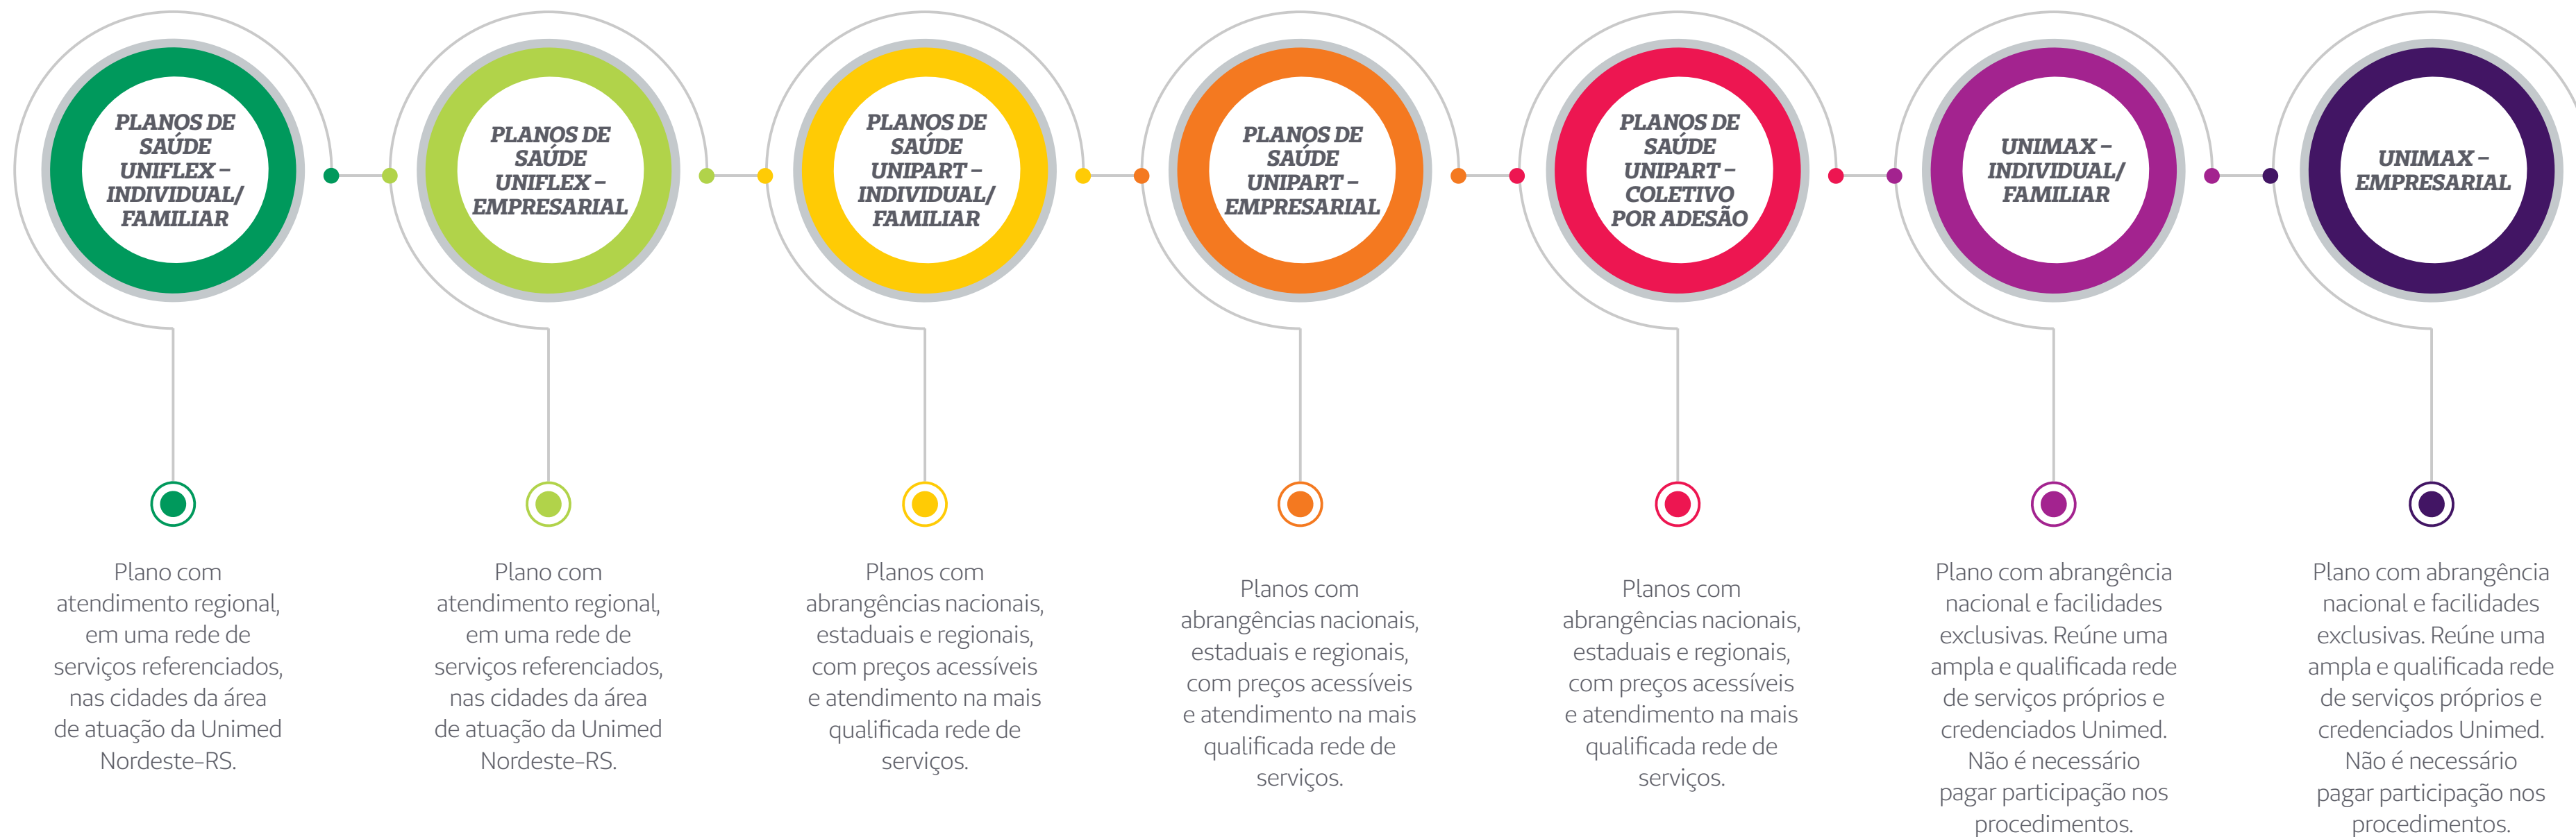 PLANOS DE
SAÚDE
UNIFLEX –
INDIVIDUAL/
FAMILIAR
PLANOS DE
SAÚDE
UNIFLEX –
EMPRESARIAL
PLANOS DE
SAÚDE
UNIPART –
INDIVIDUAL/
FAMILIAR
PLANOS DE
SAÚDE
UNIPART –
EMPRESARIAL
PLANOS DE
SAÚDE
UNIPART –
COLETIVO
POR ADESÃO
UNIMAX –
INDIVIDUAL/
FAMILIAR
UNIMAX –
EMPRESARIAL
Plano com
atendimento regional,
em uma rede de
serviços referenciados,
nas cidades da área
de atuação da Unimed
Nordeste-RS.
Plano com
atendimento regional,
em uma rede de
serviços referenciados,
nas cidades da área
de atuação da Unimed
Nordeste-RS.
Planos com
abrangências nacionais,
estaduais e regionais,
com preços acessíveis
e atendimento na mais
qualificada rede de
serviços.
Planos com
abrangências nacionais,
estaduais e regionais,
com preços acessíveis
e atendimento na mais
qualificada rede de
serviços.
Planos com
abrangências nacionais,
estaduais e regionais,
com preços acessíveis
e atendimento na mais
qualificada rede de
serviços.
Plano com abrangência
nacional e facilidades
exclusivas. Reúne uma
ampla e qualificada rede
de serviços próprios e
credenciados Unimed.
Não é necessário
pagar participação nos
procedimentos.
Plano com abrangência
nacional e facilidades
exclusivas. Reúne uma
ampla e qualificada rede
de serviços próprios e
credenciados Unimed.
Não é necessário
pagar participação nos
procedimentos.